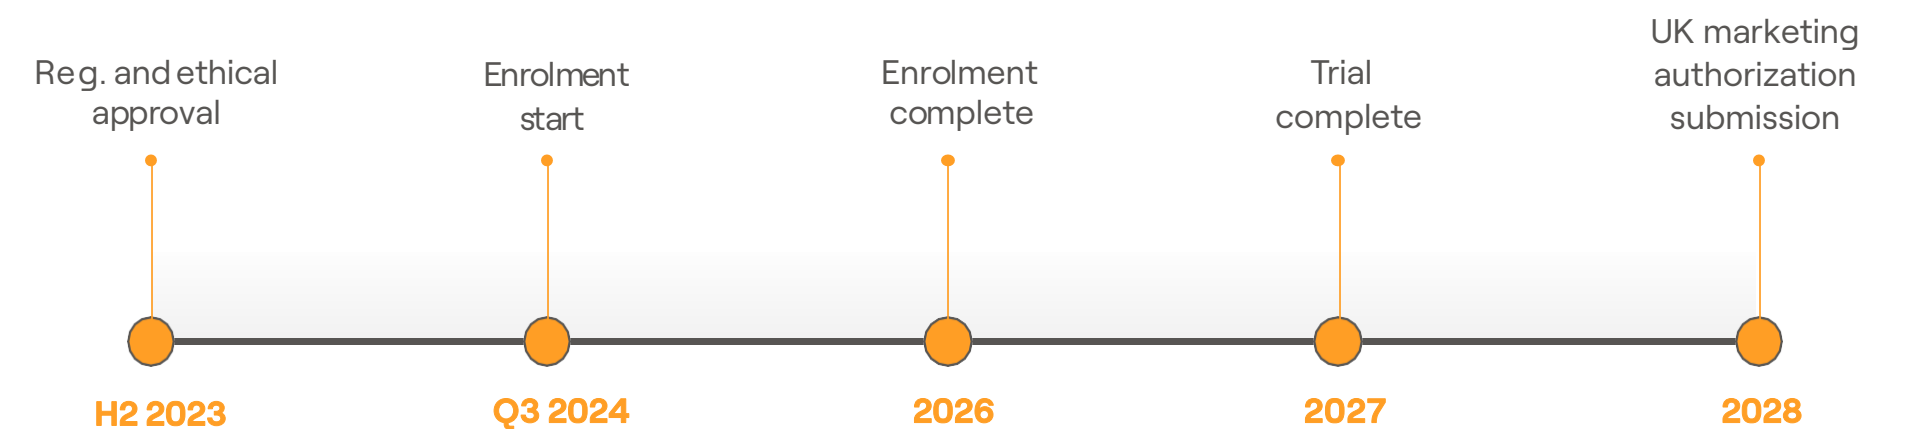 Reg. and ethical
approval
Enrolment
start
Enrolment
complete
Trial
complete
UK marketing
authorization
submission
H2 2023
Q3 2024
2026
2027
2028